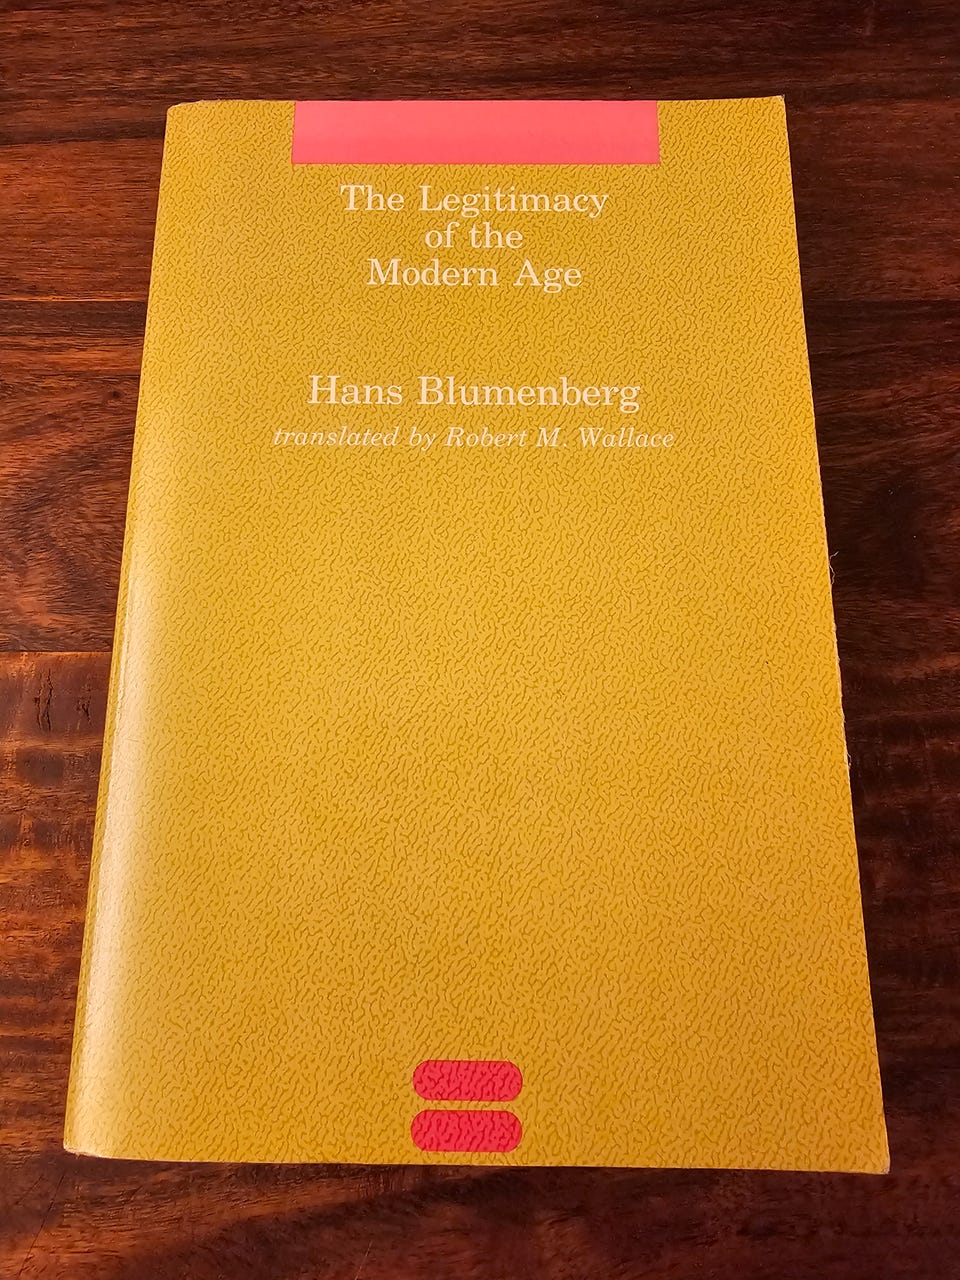 The Legitimacy
of the
Modern Age
Hans Blumenberg
translated by Robert M. Wallace